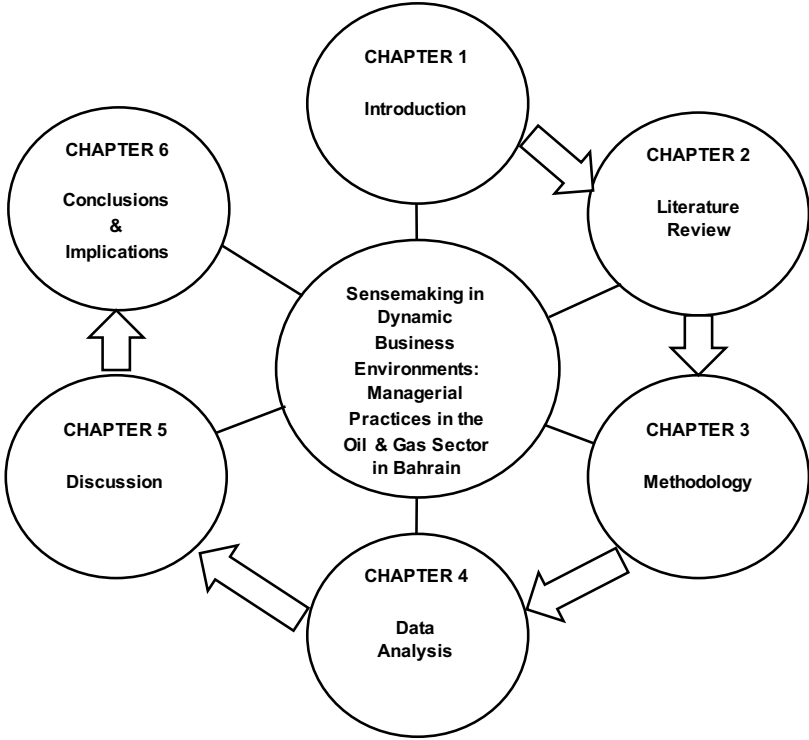 CHAPTER 1
Introduction
CHAPTER 2
Literature
Review
CHAPTER 3
Methodology
CHAPTER 4
Data
Analysis
CHAPTER 5
Discussion
CHAPTER 6
Conclusions
&
Implications
Sensemaking in
Dynamic
Business
Environments:
Managerial
Practices in the
Oil & Gas Sector
in Bahrain